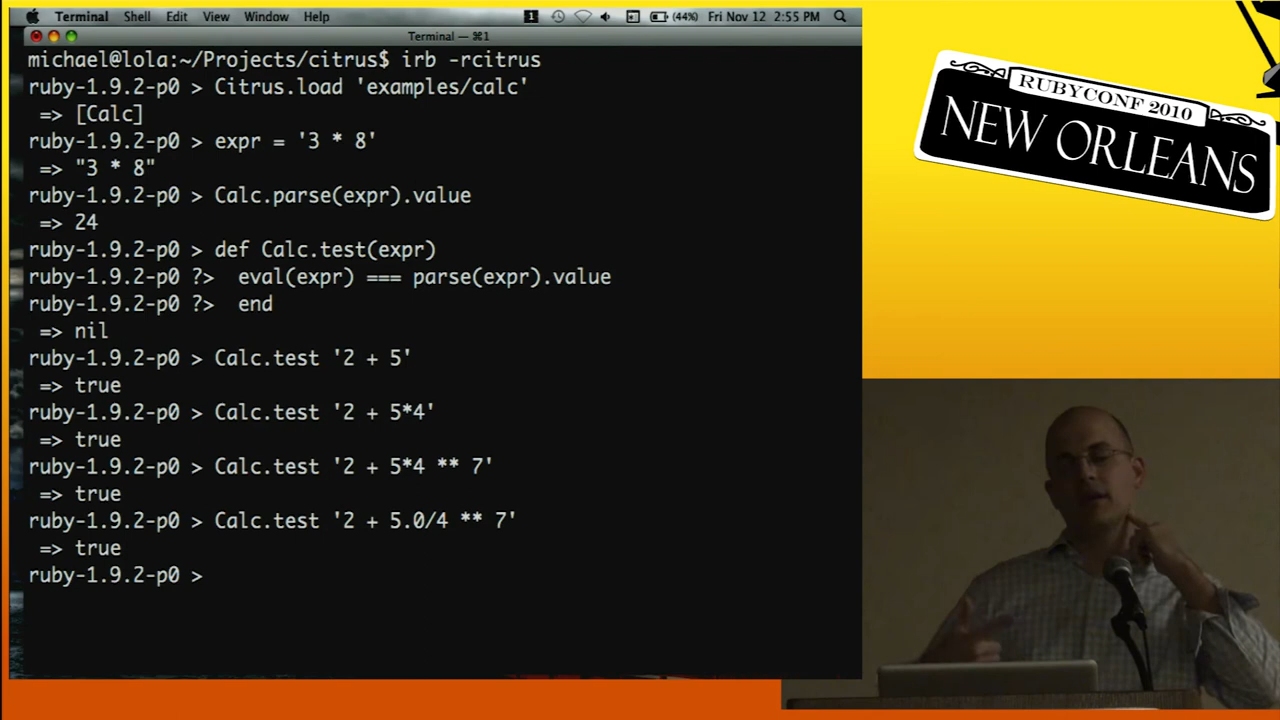 Terminal Shell Edit View Window Help 1 (44%) Fri Nov 12 2:55 PM
Terminal — ⌘1
michael@lola:~/Projects/citrus$ irb -rcitrus
ruby-1.9.2-p0 > Citrus.load 'examples/calc'
=> [Calc]
ruby-1.9.2-p0 > expr = '3 * 8'
=> "3 * 8"
ruby-1.9.2-p0 > Calc.parse(expr).value
=> 24
ruby-1.9.2-p0 > def Calc.test(expr)
ruby-1.9.2-p0 ?> eval(expr) === parse(expr).value
ruby-1.9.2-p0 ?> end
=> nil
ruby-1.9.2-p0 > Calc.test '2 + 5'
=> true
ruby-1.9.2-p0 > Calc.test '2 + 5*4'
=> true
ruby-1.9.2-p0 > Calc.test '2 + 5*4 ** 7'
=> true
ruby-1.9.2-p0 > Calc.test '2 + 5.0/4 ** 7'
=> true
ruby-1.9.2-p0 >
RUBYCONF 2010
NEW ORLEANS